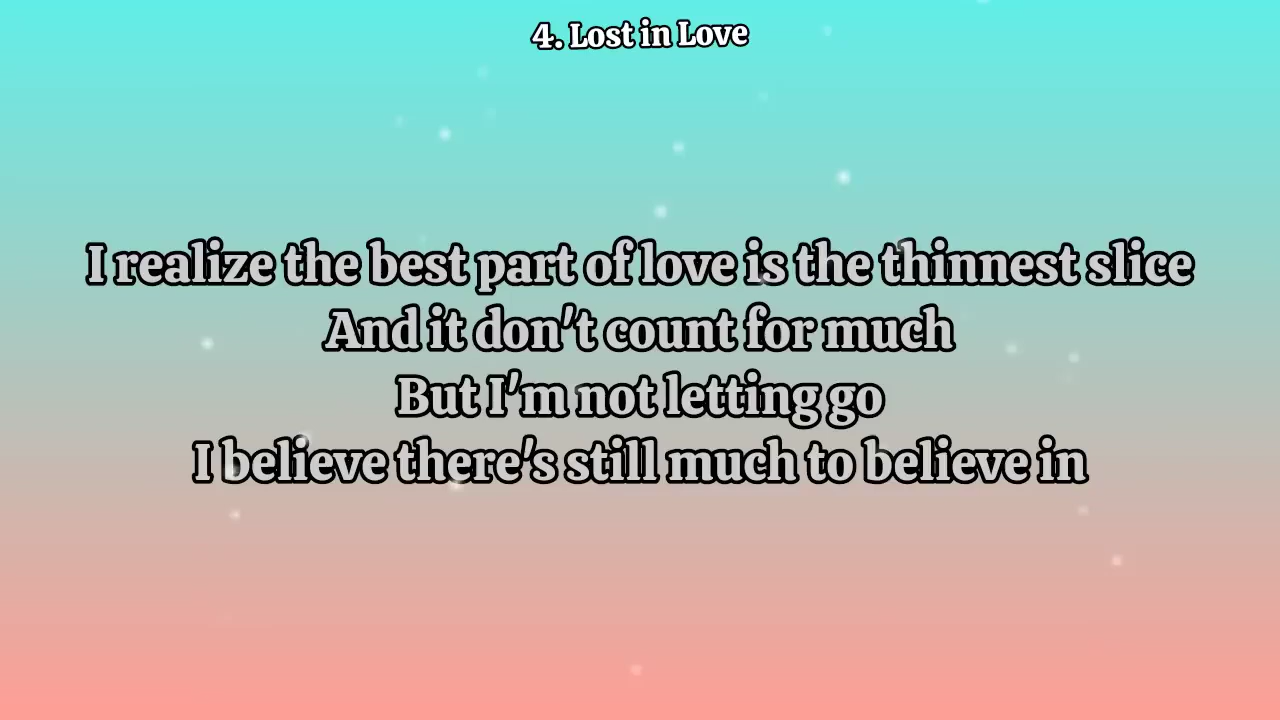 4. Lost in Love
I realize the best part of love is the thinnest slice
And it don't count for much
But I'm not letting go
I believe there's still much to believe in